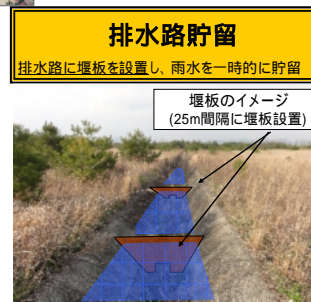 排水路貯留
排水路に堰板を設置し、雨水を一時的に貯留
堰板のイメージ
(25m間隔に堰板設置)